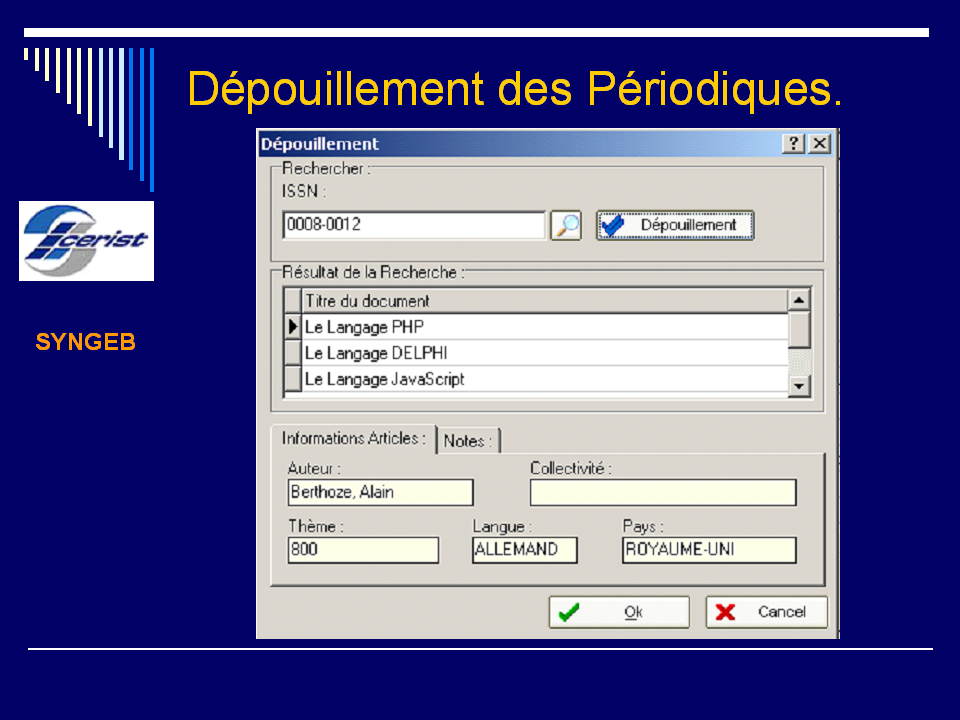 Dépouillement des Périodiques.
Dépouillement
Rechercher :
ISSN :
0008-0012
Dépouillement
cerist
Résultat de la Recherche :
Titre du document
Le Langage PHP
SYNGEB
Le Langage DELPHI
Le Langage JavaScript
Informations Articles :
Notes :
Auteur :
Collectivité :
Berthoze, Alain
Thème :
Langue :
Pays :
800
ALLEMAND
ROYAUME-UNI
Ok
Cancel